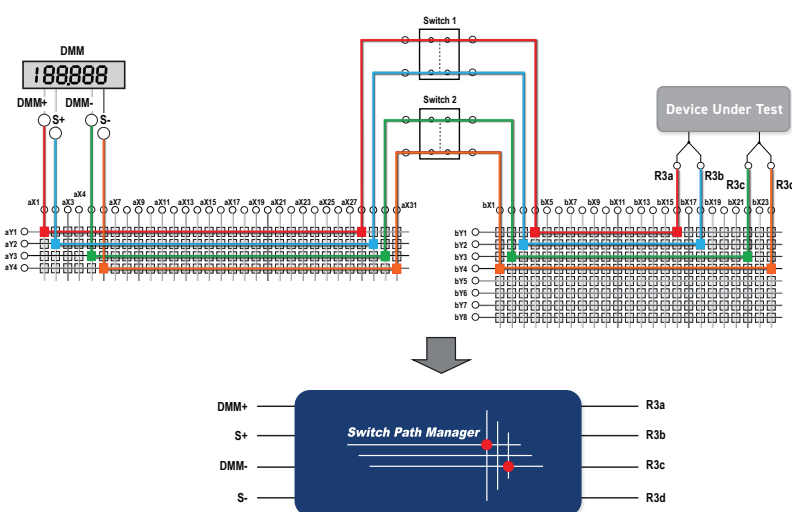 Switch 1
DMM
188.888
DMM+ DMM-
S+ S-
Switch 2
Device Under Test
R3a R3b R3c R3d
aX1 aX3 aX4 aX7 aX9 aX11 aX13 aX15 aX17 aX19 aX21 aX23 aX25 aX27 aX31
bX1 bX5 bX7 bX9 bX11 bX13 bX15 bX17 bX19 bX21 bX23
aY1
aY2
aY3
aY4
bY1
bY2
bY3
bY4
bY5
bY6
bY7
bY8
DMM+ R3a
S+ Switch Path Manager R3b
DMM- R3c
S- R3d